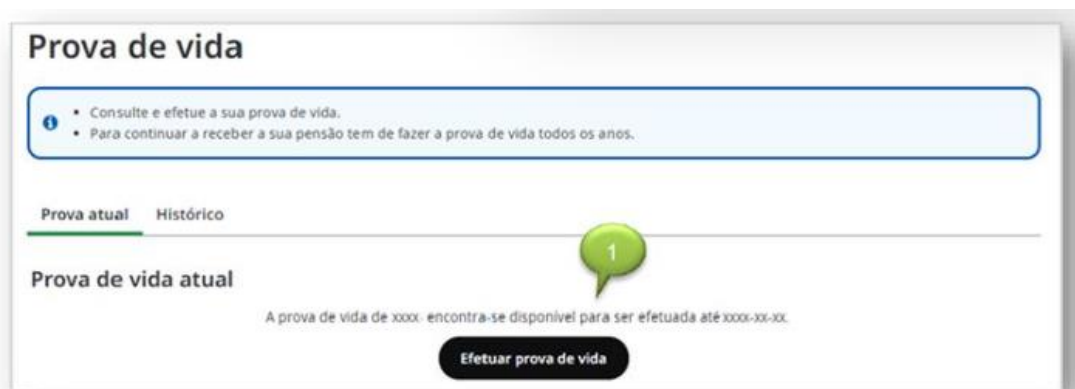 Prova de vida
• Consulte e efetue a sua prova de vida.
• Para continuar a receber a sua pensão tem de fazer a prova de vida todos os anos.
Prova atual Histórico
1
Prova de vida atual
A prova de vida de xxxx encontra-se disponível para ser efetuada até xxxx-xx-xx.
Efetuar prova de vida